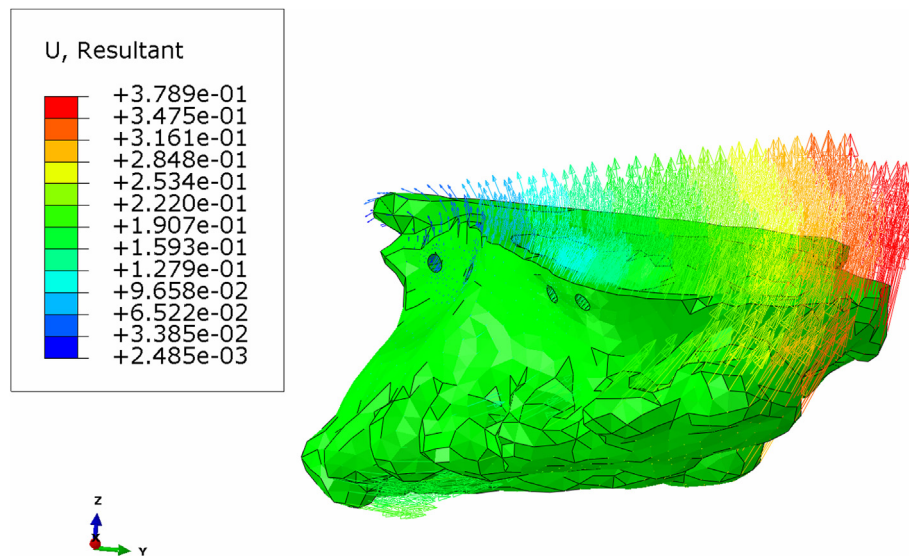 U, Resultant
+3.789e-01
+3.475e-01
+3.161e-01
+2.848e-01
+2.534e-01
+2.220e-01
+1.907e-01
+1.593e-01
+1.279e-01
+9.658e-02
+6.522e-02
+3.385e-02
+2.485e-03
Z
Y